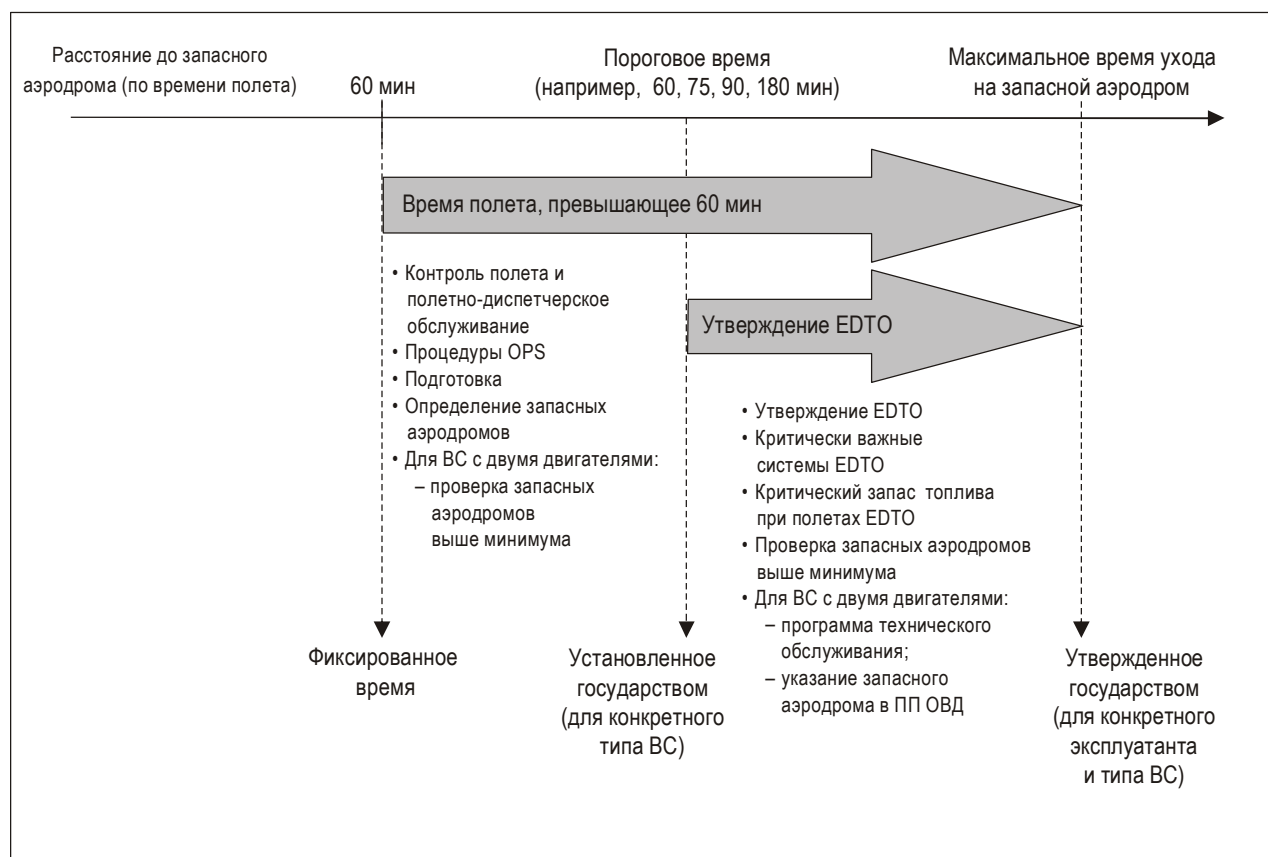 Расстояние до запасного
аэродрома (по времени полета)
60 мин
Пороговое время
(например, 60, 75, 90, 180 мин)
Максимальное время ухода
на запасной аэродром
Время полета, превышающее 60 мин
• Контроль полета и
полетно-диспетчерское
обслуживание
• Процедуры OPS
• Подготовка
• Определение запасных
аэродромов
• Для ВС с двумя двигателями:
– проверка запасных
аэродромов
выше минимума
Утверждение EDTO
• Утверждение EDTO
• Критически важные
системы EDTO
• Критический запас топлива
при полетах EDTO
• Проверка запасных аэродромов
выше минимума
• Для ВС с двумя двигателями:
– программа технического
обслуживания;
– указание запасного
аэродрома в ПП ОВД
Фиксированное
время
Установленное
государством
(для конкретного
типа ВС)
Утвержденное
государством
(для конкретного
эксплуатанта
и типа ВС)